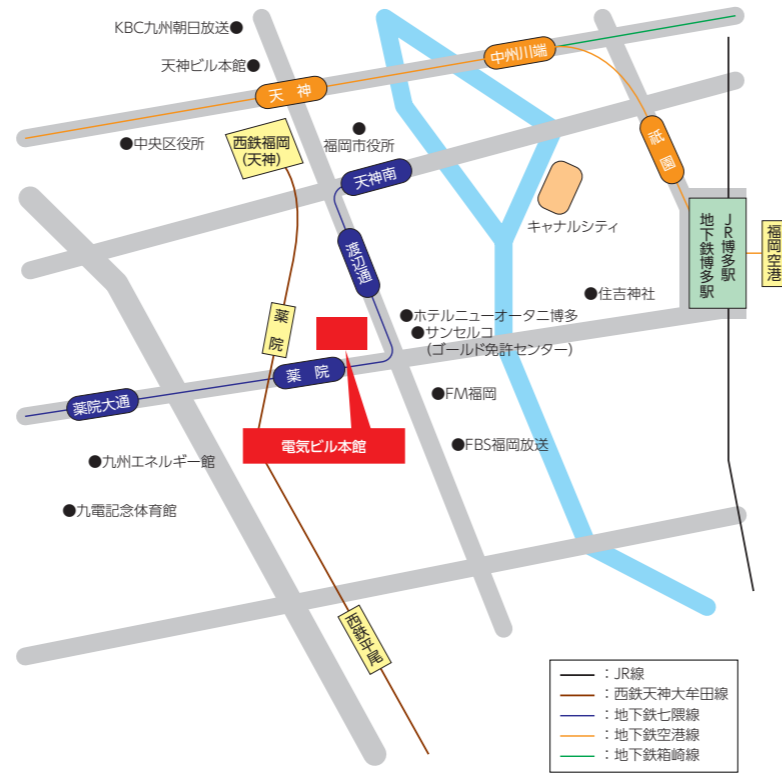 KBC九州朝日放送●
天神ビル本館●
天神
中州川端
●中央区役所
西鉄福岡
(天神)
●
福岡市役所
天神南
祇園
キャナルシティ
渡辺通
JR博多駅
地下鉄博多駅
福岡空港
●住吉神社
●ホテルニューオータニ博多
●サンセルコ
(ゴールド免許センター)
薬院
薬院
薬院大通
●FM福岡
電気ビル本館
●FBS福岡放送
●九州エネルギー館
●九電記念体育館
西鉄平尾
：JR線
：西鉄天神大牟田線
：地下鉄七隈線
：地下鉄空港線
：地下鉄箱崎線